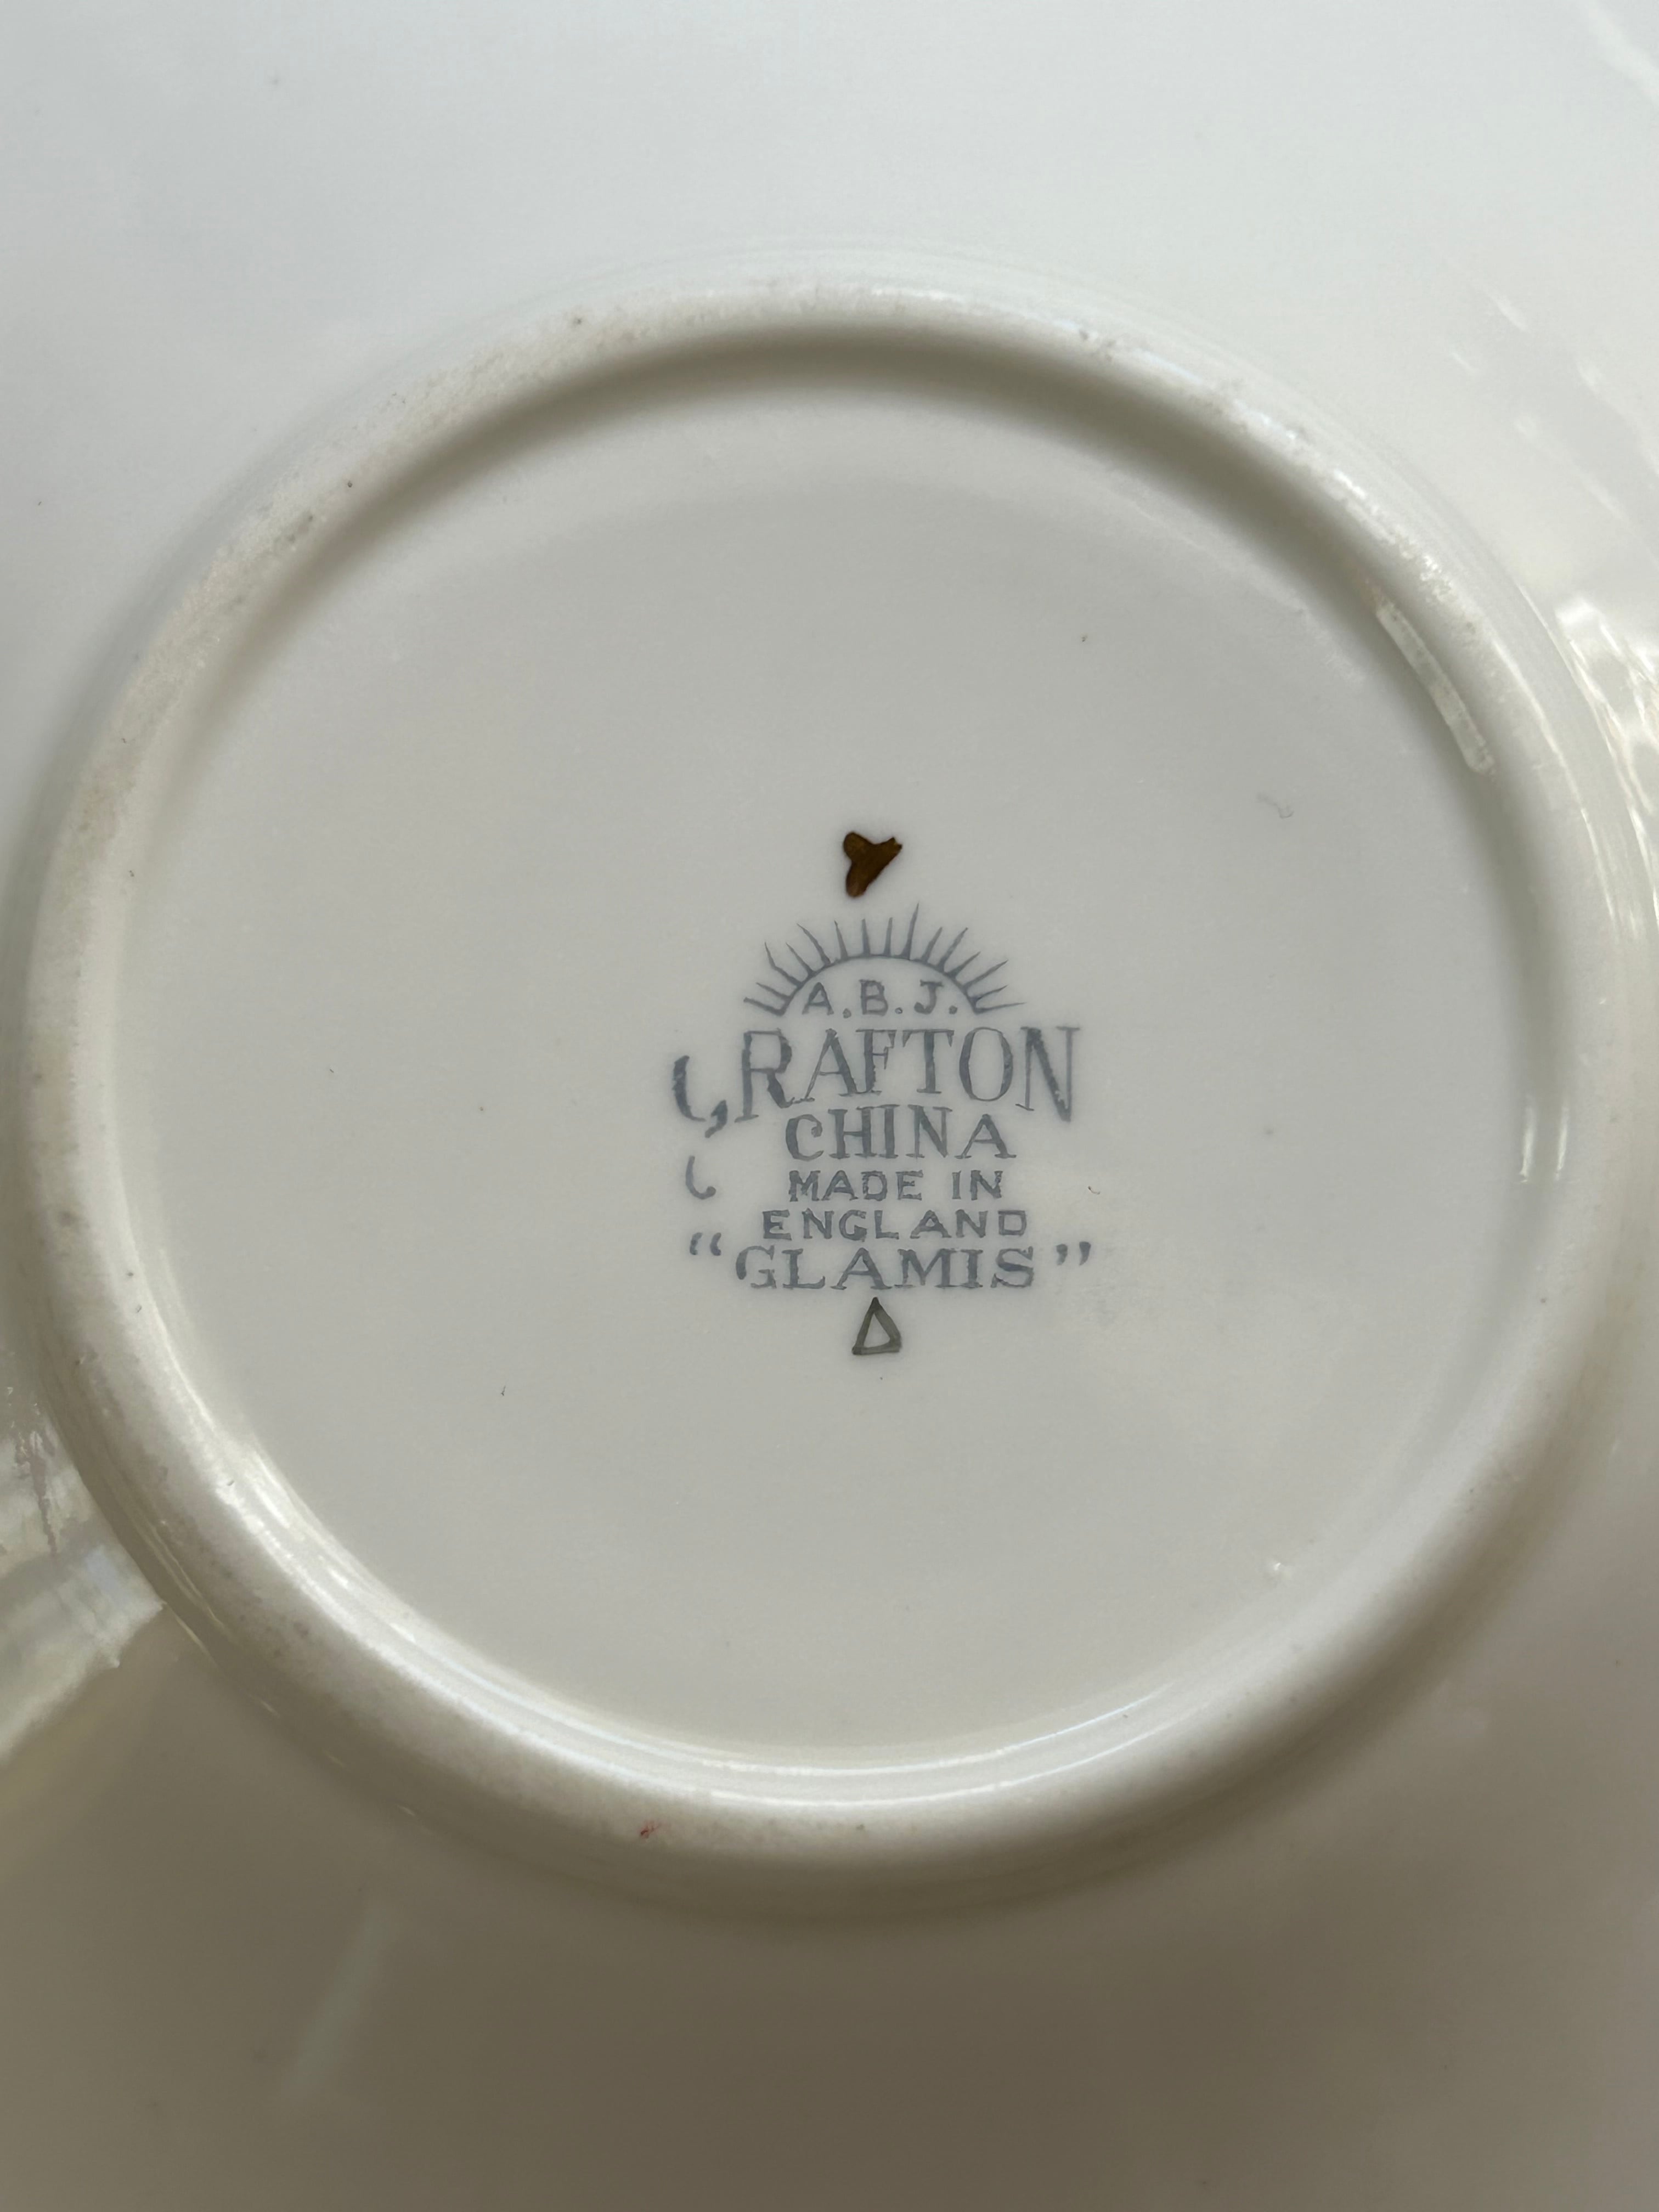 A.B.J.
GRAFTON
CHINA
MADE IN
ENGLAND
“GLAMIS”